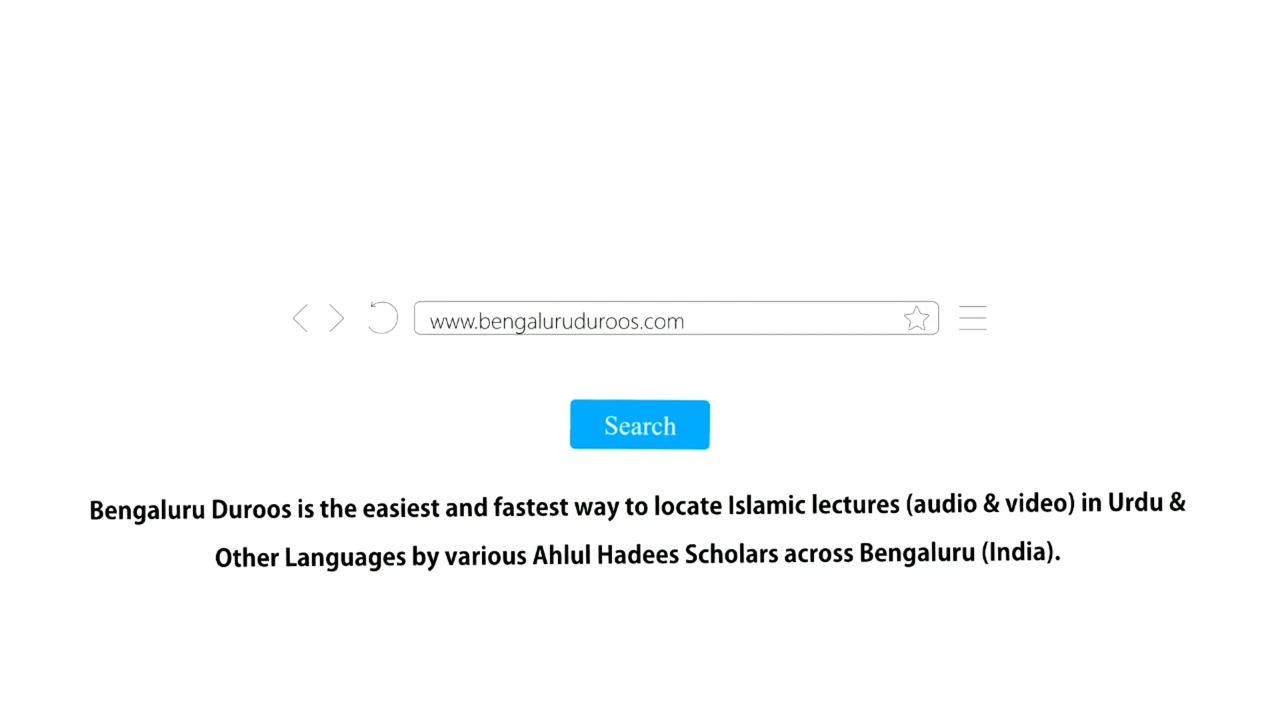 www.bengaluruduroos.com
Search
Bengaluru Duroos is the easiest and fastest way to locate Islamic lectures (audio & video) in Urdu &
Other Languages by various Ahlul Hadees Scholars across Bengaluru (India).